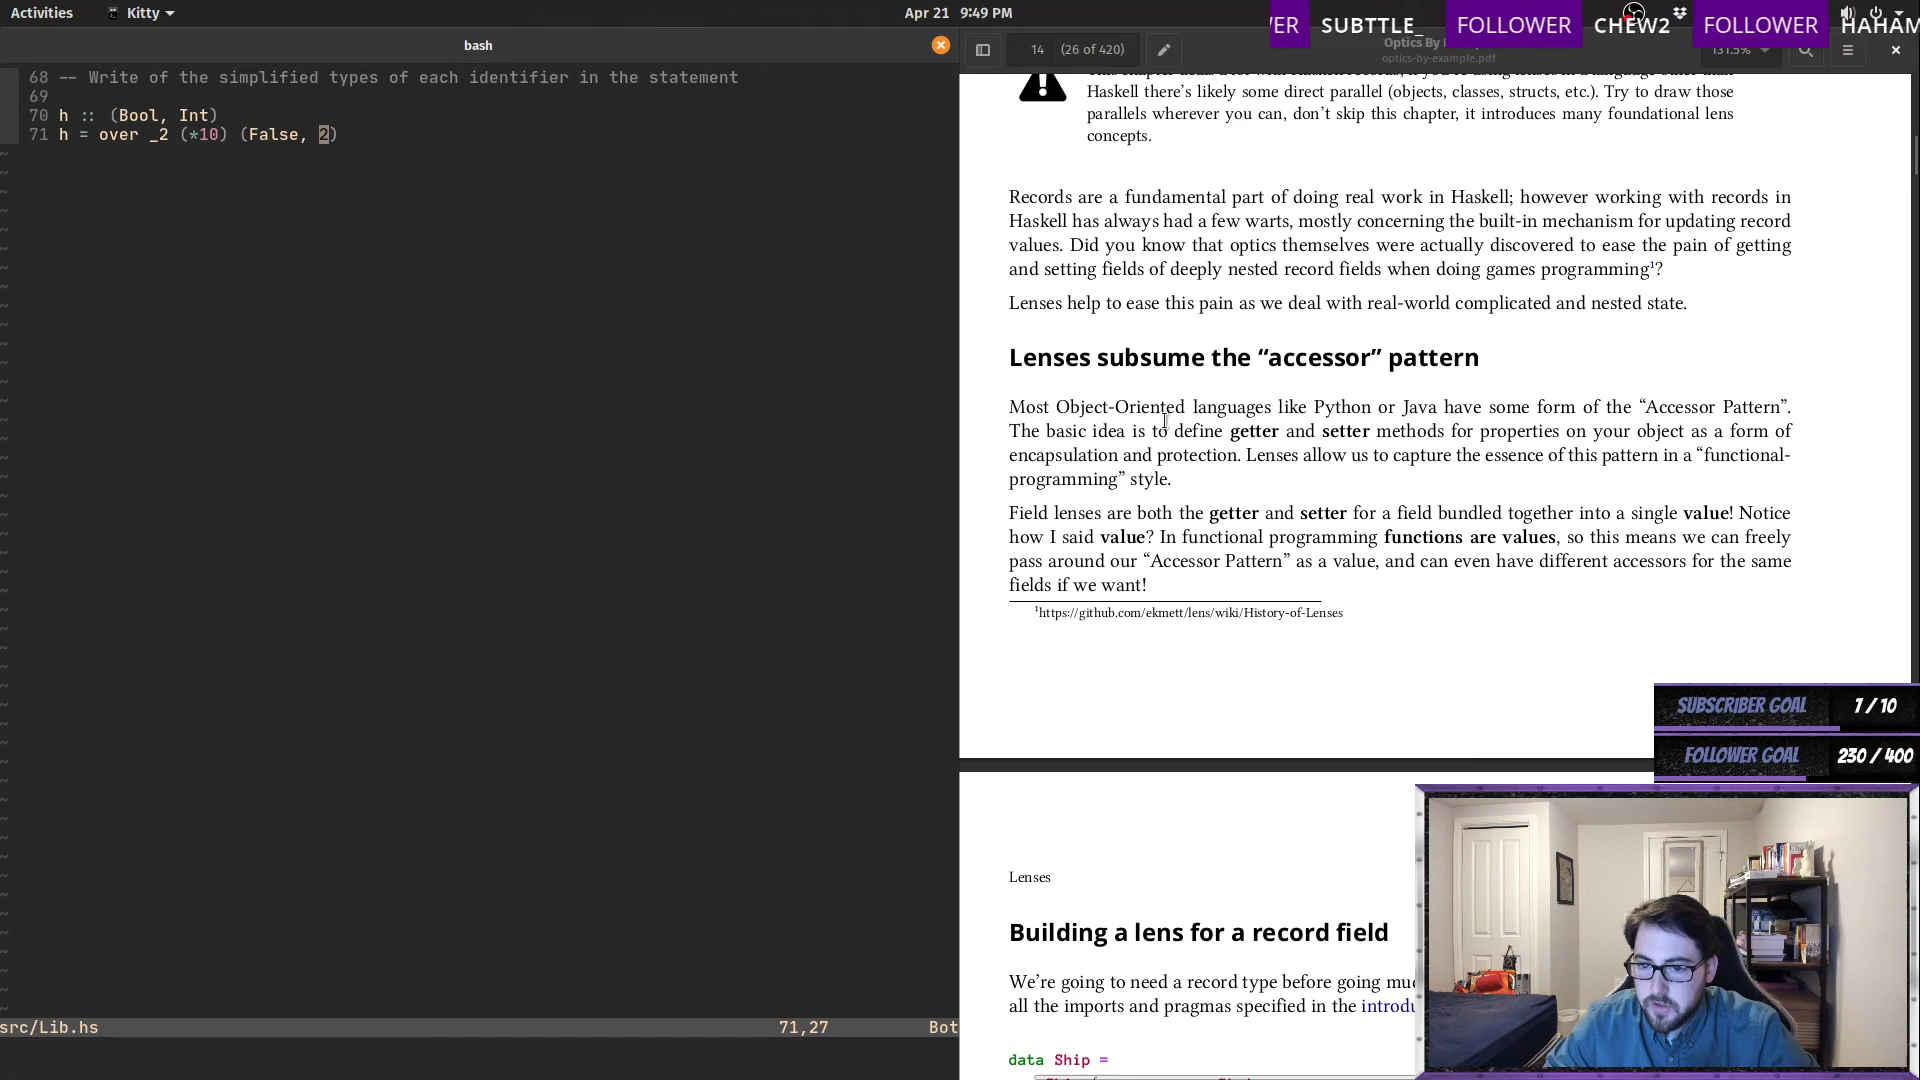 Activities
Kitty
Apr 21 9:49 PM
ER SUBTTLE_ FOLLOWER CHEW2 FOLLOWER HAHAM
bash
14 (26 of 420)
Optics By
optics-by-example.pdf
131.5%
68 -- Write of the simplified types of each identifier in the statement
69
70 h :: (Bool, Int)
71 h = over _2 (*10) (False, 2)
~
src/Lib.hs 71,27 Bot
Haskell there's likely some direct parallel (objects, classes, structs, etc.). Try to draw those
parallels wherever you can, don't skip this chapter, it introduces many foundational lens
concepts.
Records are a fundamental part of doing real work in Haskell; however working with records in
Haskell has always had a few warts, mostly concerning the built-in mechanism for updating record
values. Did you know that optics themselves were actually discovered to ease the pain of getting
and setting fields of deeply nested record fields when doing games programming¹?
Lenses help to ease this pain as we deal with real-world complicated and nested state.
Lenses subsume the “accessor” pattern
Most Object-Oriented languages like Python or Java have some form of the “Accessor Pattern”.
The basic idea is to define getter and setter methods for properties on your object as a form of
encapsulation and protection. Lenses allow us to capture the essence of this pattern in a “functional-
programming” style.
Field lenses are both the getter and setter for a field bundled together into a single value! Notice
how I said value? In functional programming functions are values, so this means we can freely
pass around our “Accessor Pattern” as a value, and can even have different accessors for the same
fields if we want!
¹https://github.com/ekmett/lens/wiki/History-of-Lenses
SUBSCRIBER GOAL 7 / 10
FOLLOWER GOAL 230 / 400
Lenses
Building a lens for a record field
We're going to need a record type before going muc
all the imports and pragmas specified in the introdu
data Ship =